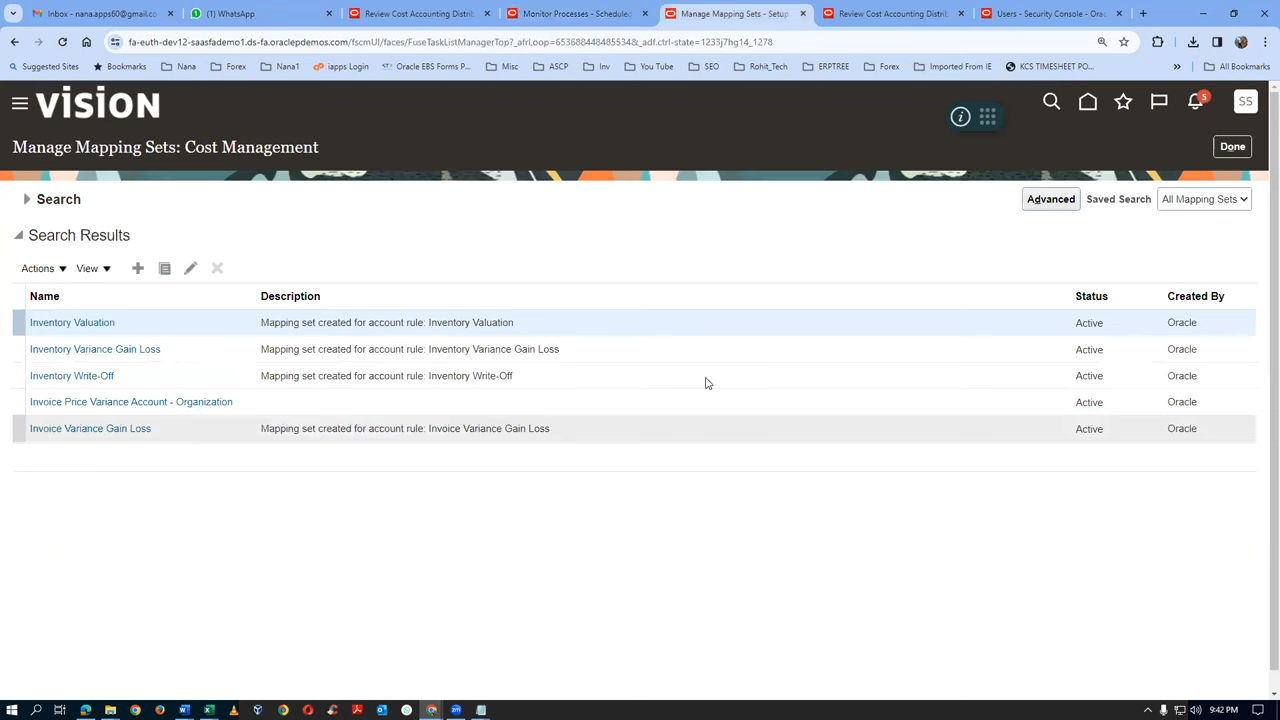 Inbox - nana.apps60@gmail.c
(1) WhatsApp
Review Cost Accounting Distrib
Monitor Processes - Scheduled
Manage Mapping Sets - Setup
Review Cost Accounting Distrib
Users - Security Console - Orac
fa-euth-dev12-saasfademo1.ds-fa.oraclepdemos.com/fscmUI/faces/FuseTaskListManagerTop?_afrLoop=6536884484855348&_adf.ctrl-state=1233j7hg14_1278
Suggested Sites
Bookmarks
Nana
Forex
Nana1
iapps Login
Oracle EBS Forms P...
Misc
ASCP
Inv
You Tube
SEO
Rohit_Tech
ERPTREE
Forex
Imported From IE
KCS TIMESHEET PO...
»
All Bookmarks
VISION
5
SS
Manage Mapping Sets: Cost Management
Done
Search
Advanced
Saved Search
All Mapping Sets
Search Results
Actions
View
Name
Description
Status
Created By
Inventory Valuation
Mapping set created for account rule: Inventory Valuation
Active
Oracle
Inventory Variance Gain Loss
Mapping set created for account rule: Inventory Variance Gain Loss
Active
Oracle
Inventory Write-Off
Mapping set created for account rule: Inventory Write-Off
Active
Oracle
Invoice Price Variance Account - Organization
Active
Oracle
Invoice Variance Gain Loss
Mapping set created for account rule: Invoice Variance Gain Loss
Active
Oracle
9:42 PM